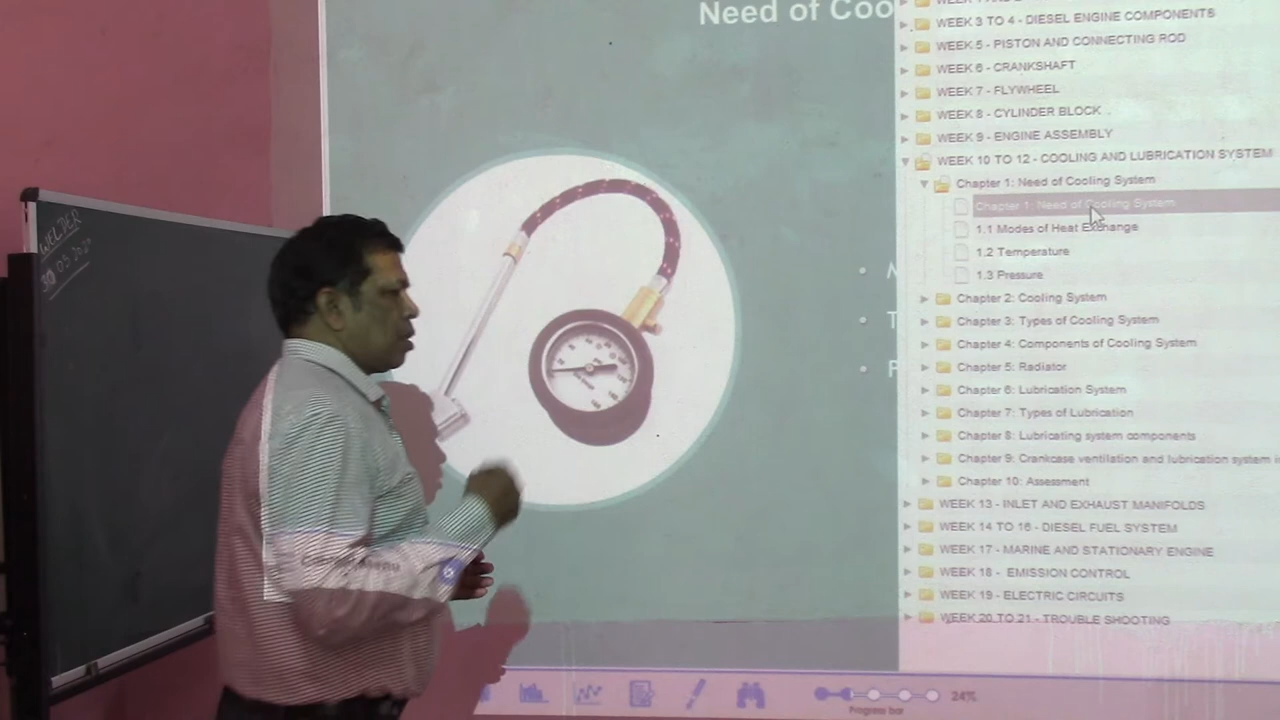 Need of Coo
WEEK 3 TO 4 - DIESEL ENGINE COMPONENTS
WEEK 5 - PISTON AND CONNECTING ROD
WEEK 6 - CRANKSHAFT
WEEK 7 - FLYWHEEL
WEEK 8 - CYLINDER BLOCK
WEEK 9 - ENGINE ASSEMBLY
WEEK 10 TO 12 - COOLING AND LUBRICATION SYSTEM
Chapter 1: Need of Cooling System
Chapter 1: Need of Cooling System
1.1 Modes of Heat Exchange
1.2 Temperature
1.3 Pressure
Chapter 2: Cooling System
Chapter 3: Types of Cooling System
Chapter 4: Components of Cooling System
Chapter 5: Radiator
Chapter 6: Lubrication System
Chapter 7: Types of Lubrication
Chapter 8: Lubricating system components
Chapter 9: Crankcase ventilation and lubrication system i
Chapter 10: Assessment
WEEK 13 - INLET AND EXHAUST MANIFOLDS
WEEK 14 TO 16 - DIESEL FUEL SYSTEM
WEEK 17 - MARINE AND STATIONARY ENGINE
WEEK 18 - EMISSION CONTROL
WEEK 19 - ELECTRIC CIRCUITS
WEEK 20 TO 21 - TROUBLE SHOOTING
• M
• T
• P
WELDER
24%
Progress bar